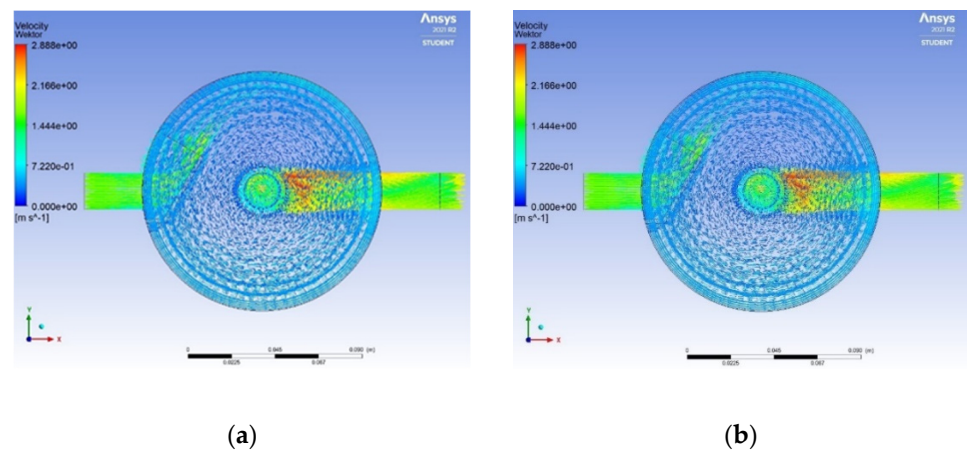 Velocity
Wektor
2.888e+00
2.166e+00
1.444e+00
7.220e-01
0.000e+00
[m s^-1]
Ansys
2021 R2
STUDENT
Y
X
0
0.045
0.090 (m)
0.0225
0.067
(a)
Velocity
Wektor
2.888e+00
2.166e+00
1.444e+00
7.220e-01
0.000e+00
[m s^-1]
Ansys
2021 R2
STUDENT
Y
X
0
0.045
0.090 (m)
0.0225
0.067
(b)